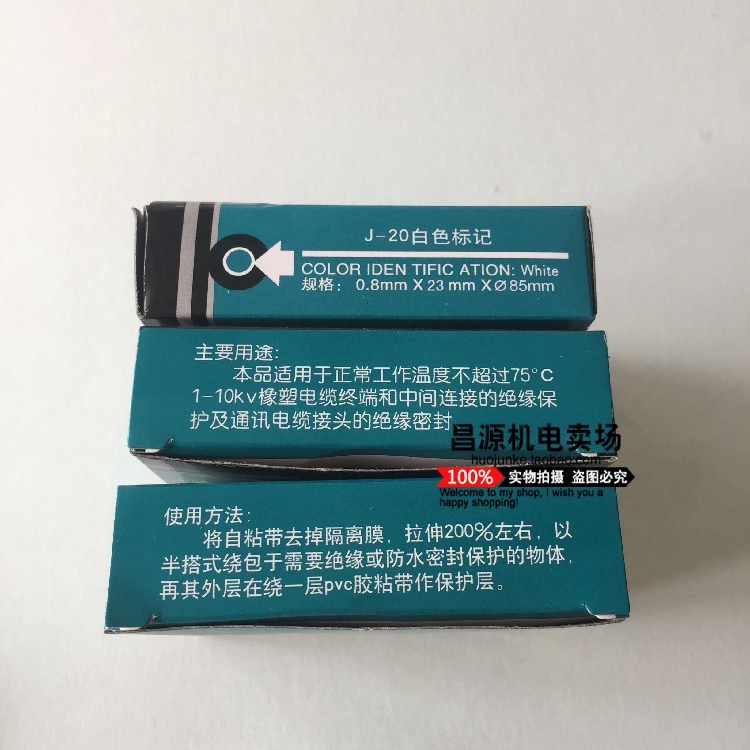 J-20白色标记
COLOR IDEN TIFIC ATION: White
规格: 0.8mm X 23 mm X Ø 85mm
主要用途:
本品适用于正常工作温度不超过75°C
1-10kv橡塑电缆终端和中间连接的绝缘保
护及通讯电缆接头的绝缘密封
昌源机电卖场
huojunke.taobao.com
100% 实物拍摄 盗图必究
Welcome to my shop, I wish you a
happy shopping!
使用方法:
将自粘带去掉隔离膜,拉伸200%左右,以
半搭式绕包于需要绝缘或防水密封保护的物体,
再其外层在绕一层pvc胶粘带作保护层。